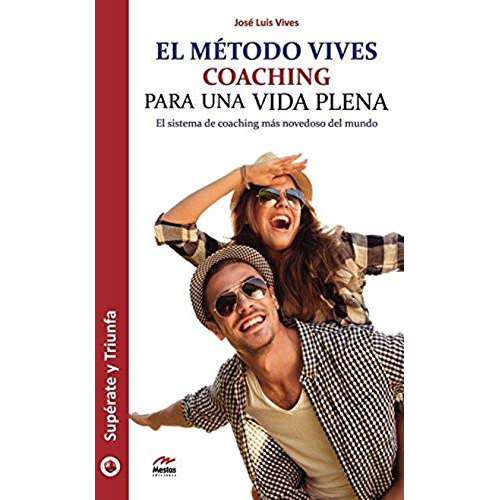 José Luis Vives
EL MÉTODO VIVES
COACHING
PARA UNA VIDA PLENA
El sistema de coaching más novedoso del mundo
Supérate y Triunfa
Mestas
ediciones